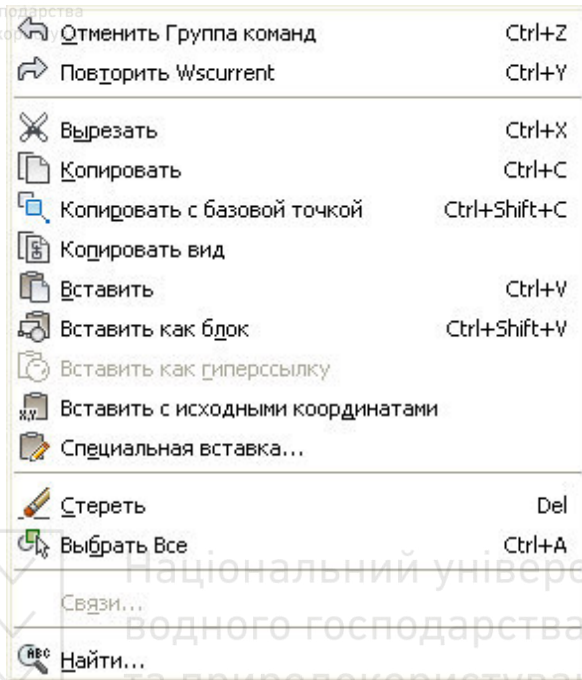 Отменить Группа команд Ctrl+Z
Повторить Wscurrent Ctrl+Y
Вырезать Ctrl+X
Копировать Ctrl+C
Копировать с базовой точкой Ctrl+Shift+C
Копировать вид
Вставить Ctrl+V
Вставить как блок Ctrl+Shift+V
Вставить как гиперссылку
Вставить с исходными координатами
Специальная вставка...
Стереть Del
Выбрать Все Ctrl+A
Національний універс
Связи...
водного господарства
Найти...
та природокористува